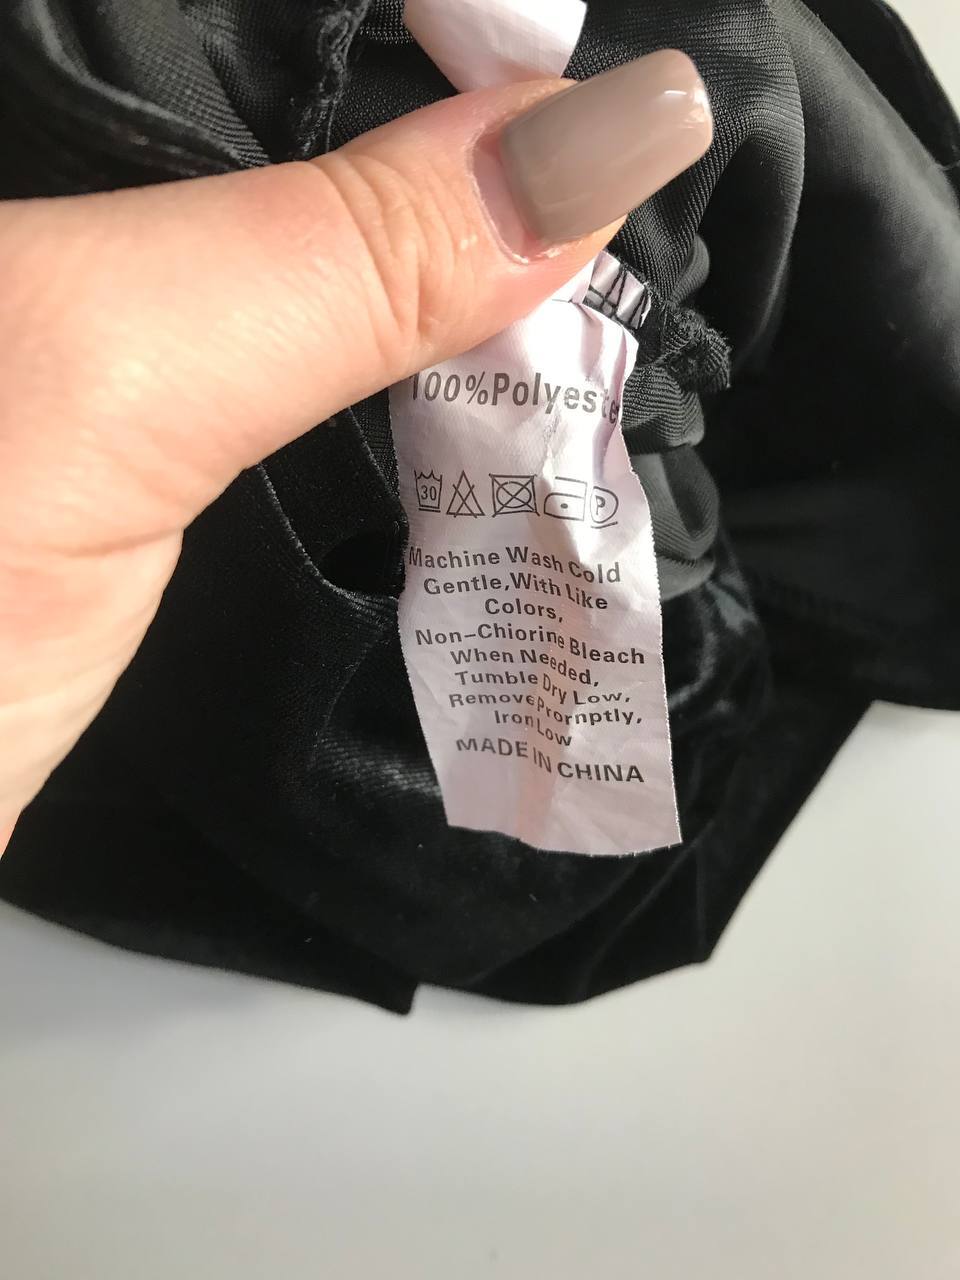 100%Polyester
30 P
Machine Wash Cold
Gentle,With Like
Colors,
Non-Chiorine Bleach
When Needed,
Tumble Dry Low,
Remove Prornptly,
Iron Low
MADE IN CHINA